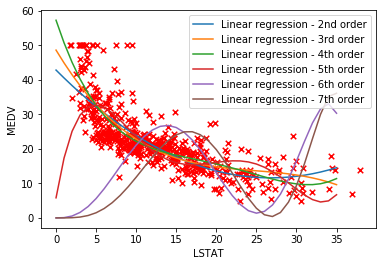 60
50
40
30
20
10
0
MEDV
Linear regression - 2nd order
Linear regression - 3rd order
Linear regression - 4th order
Linear regression - 5th order
Linear regression - 6th order
Linear regression - 7th order
0 5 10 15 20 25 30 35
LSTAT